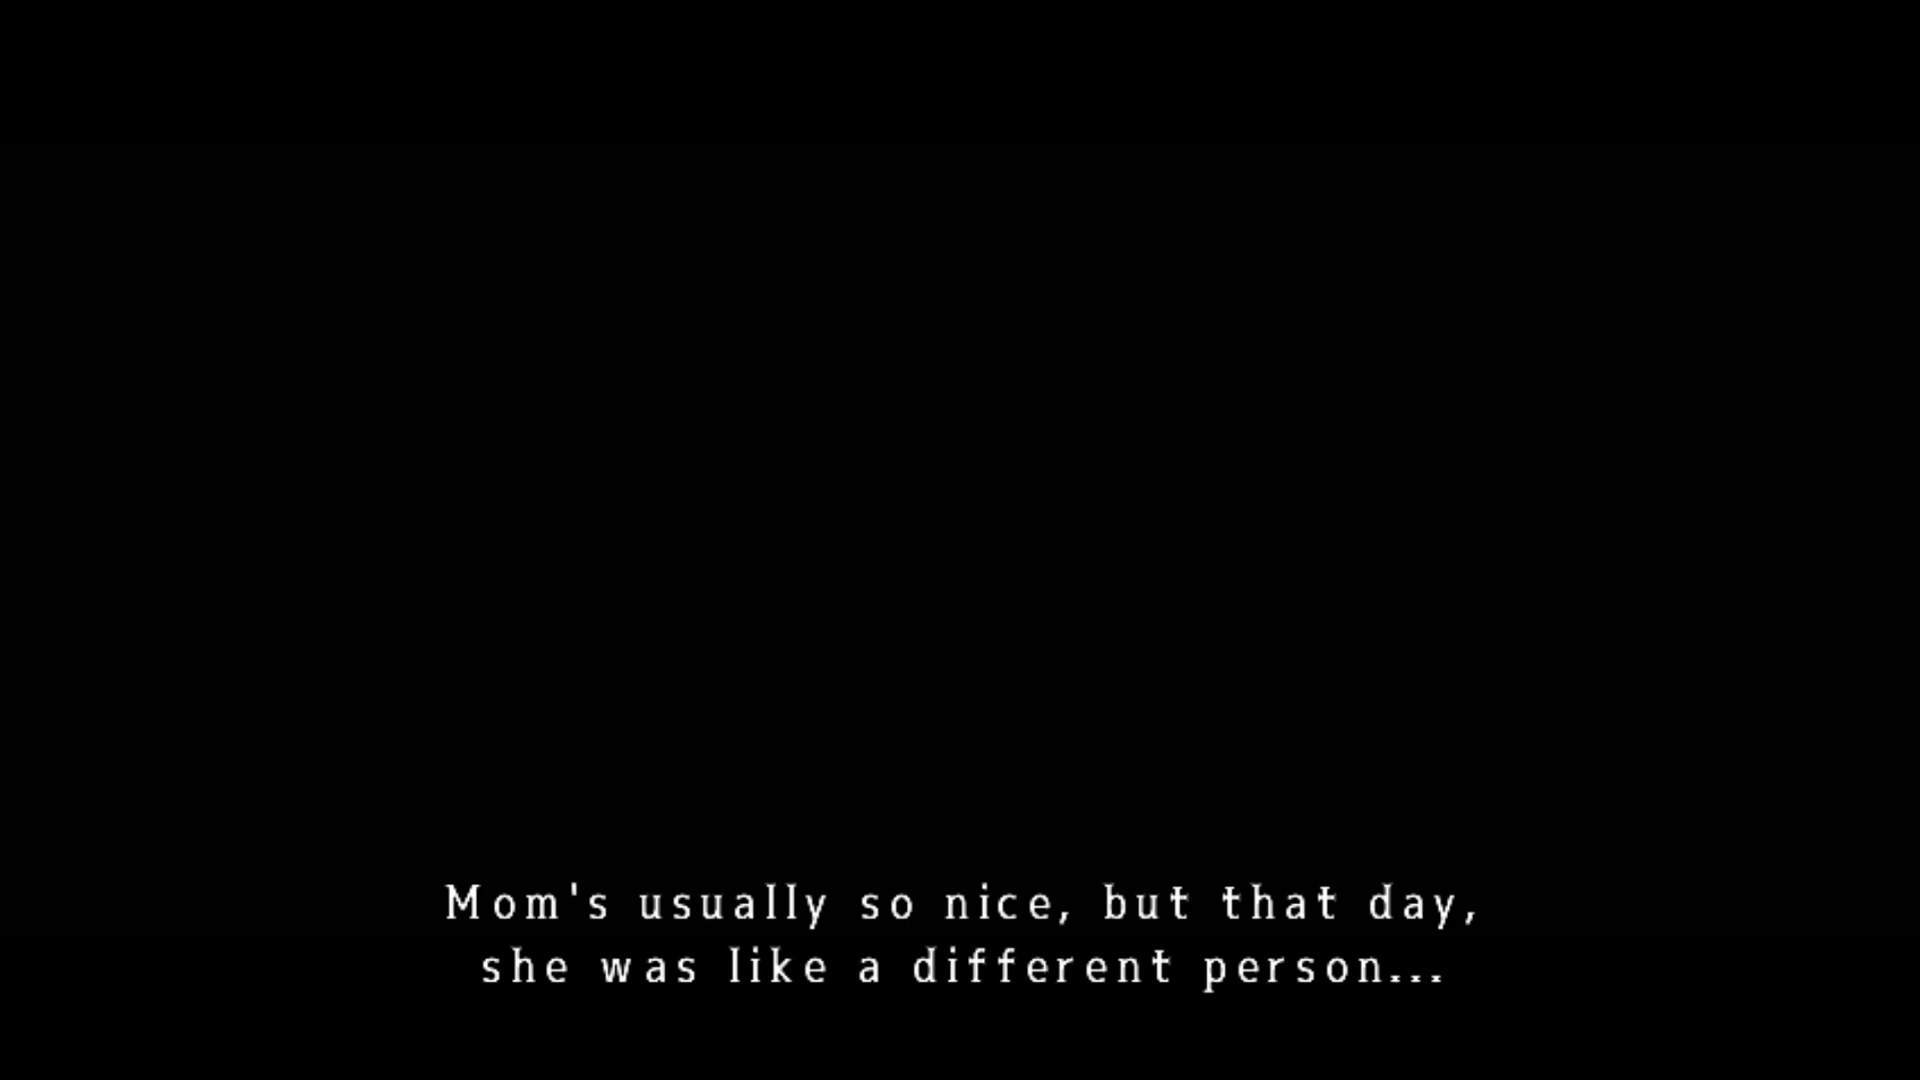 Mom's usually so nice, but that day,
she was like a different person...